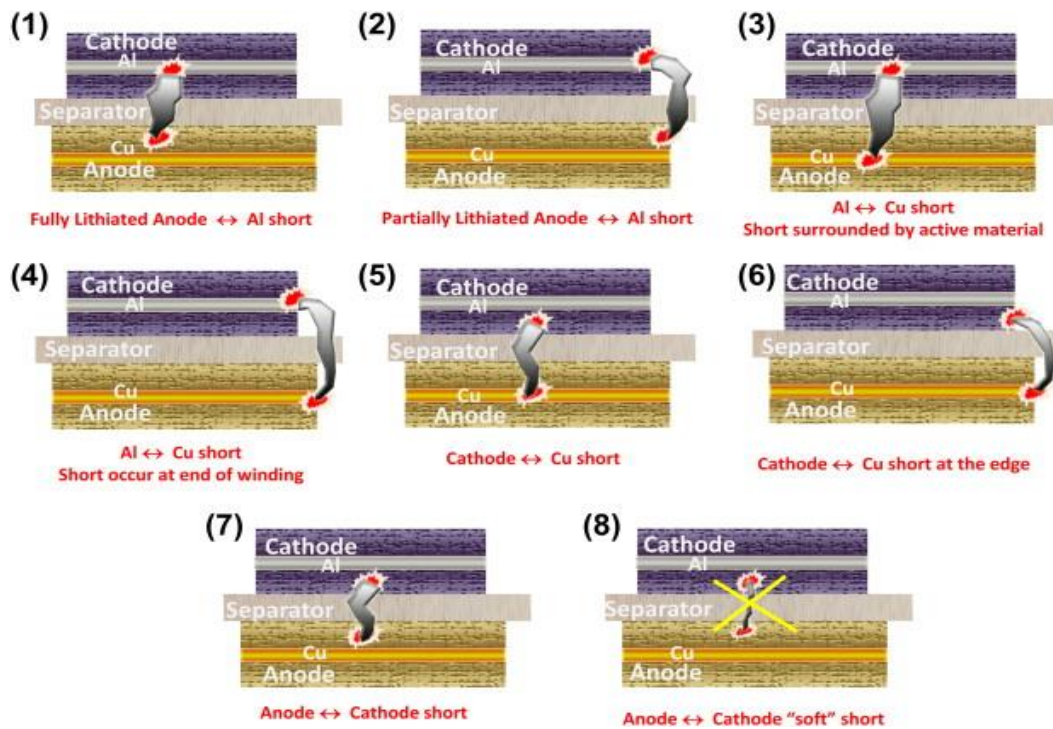 (1)
Cathode
Al
Separator
Cu
Anode
Fully Lithiated Anode ↔ Al short
(2)
Cathode
Al
Separator
Cu
Anode
Partially Lithiated Anode ↔ Al short
(3)
Cathode
Al
Separator
Cu
Anode
Al ↔ Cu short
Short surrounded by active material
(4)
Cathode
Al
Separator
Cu
Anode
Al ↔ Cu short
Short occur at end of winding
(5)
Cathode
Al
Separator
Cu
Anode
Cathode ↔ Cu short
(6)
Cathode
Al
Separator
Cu
Anode
Cathode ↔ Cu short at the edge
(7)
Cathode
Al
Separator
Cu
Anode
Anode ↔ Cathode short
(8)
Cathode
Al
Separator
Cu
Anode
Anode ↔ Cathode “soft” short